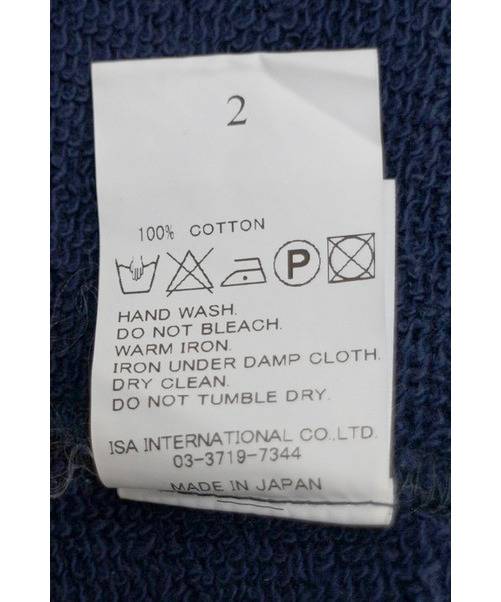 2
100% COTTON
P
HAND WASH.
DO NOT BLEACH.
WARM IRON.
IRON UNDER DAMP CLOTH.
DRY CLEAN.
DO NOT TUMBLE DRY.
ISA INTERNATIONAL CO.,LTD.
03-3719-7344
MADE IN JAPAN